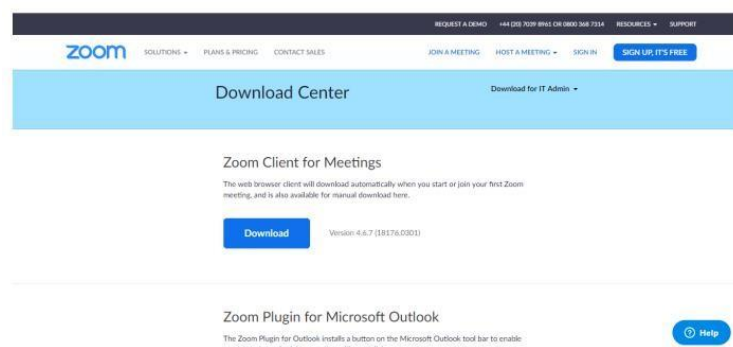 REQUEST A DEMO +44 (20) 7039 8961 OR 0800 368 7314 RESOURCES SUPPORT
zoom SOLUTIONS PLANS & PRICING CONTACT SALES JOIN A MEETING HOST A MEETING SIGN IN SIGN UP, IT'S FREE
Download Center Download for IT Admin
Zoom Client for Meetings
The web browser client will download automatically when you start or join your first Zoom
meeting, and is also available for manual download here.
Download Version 4.6.7 (18176.0301)
Zoom Plugin for Microsoft Outlook
The Zoom Plugin for Outlook installs a button on the Microsoft Outlook tool bar to enable
Help